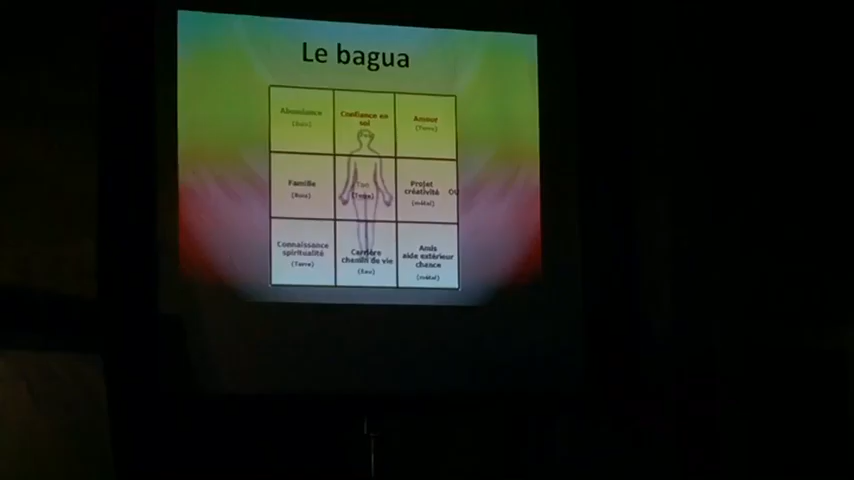 Le bagua
Abondance
(Bois)
Confiance en
soi
Amour
(Terre)
Famille
(Bois)
(Terre)
Projet
créativité
OU
(métal)
Connaissance
spiritualité
(Terre)
Carrière
chemin de vie
(Eau)
Amis
aide extérieur
chance
(métal)